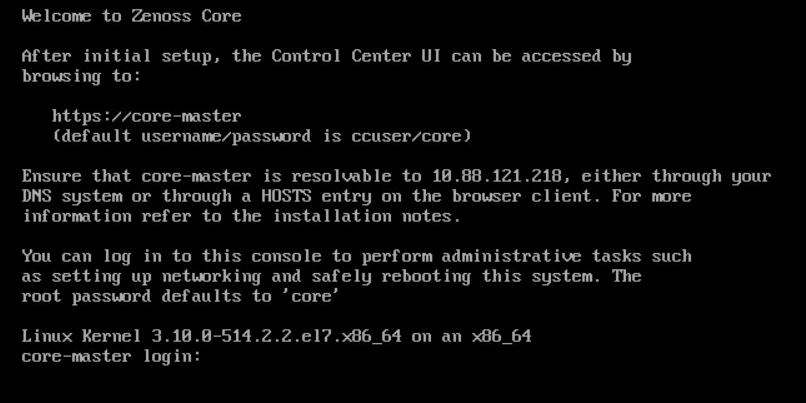 Welcome to Zenoss Core
After initial setup, the Control Center UI can be accessed by
browsing to:
https://core-master
(default username/password is ccuser/core)
Ensure that core-master is resolvable to 10.88.121.218, either through your
DNS system or through a HOSTS entry on the browser client. For more
information refer to the installation notes.
You can log in to this console to perform administrative tasks such
as setting up networking and safely rebooting this system. The
root password defaults to 'core'
Linux Kernel 3.10.0-514.2.2.el7.x86_64 on an x86_64
core-master login: